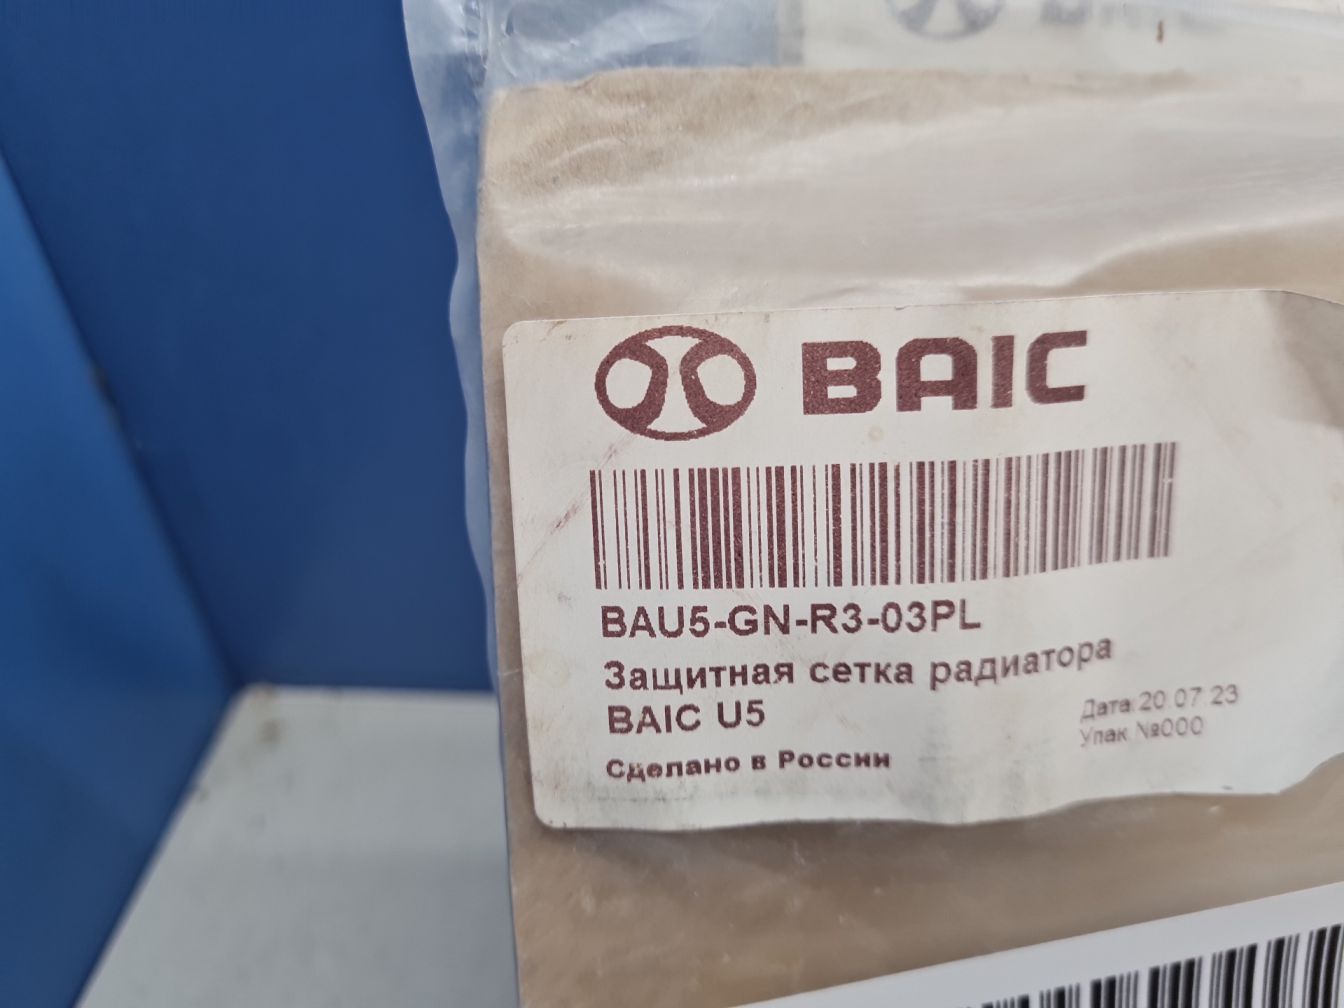 BAIC
BAU5-GN-R3-03PL
Защитная сетка радиатора
BAIC U5
Дата 20 07 23
Упак №000
Сделано в России